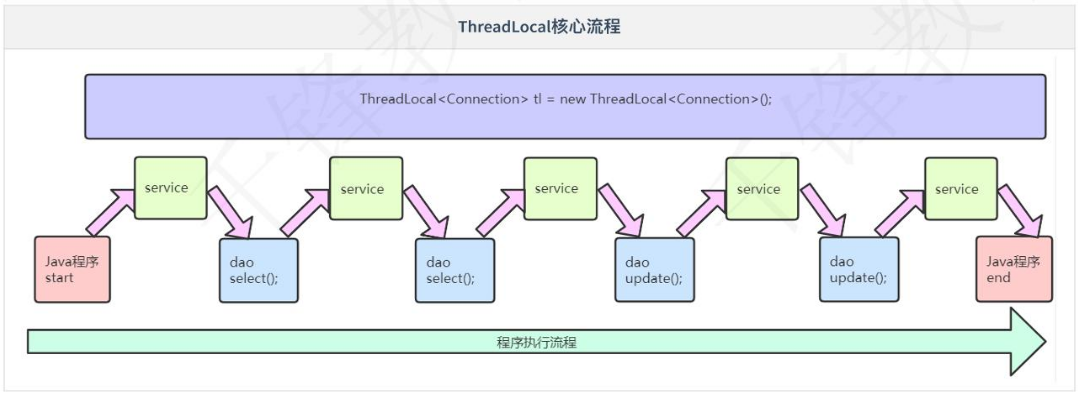 ThreadLocal核心流程
ThreadLocal<Connection> tl = new ThreadLocal<Connection>();
service
service
service
service
service
Java程序
start
dao
select();
dao
select();
dao
update();
dao
update();
Java程序
end
程序执行流程